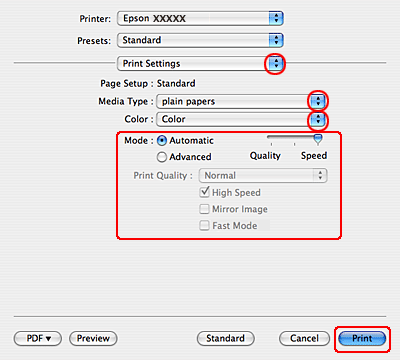 Printer: Epson XXXXX
Presets: Standard
Print Settings
Page Setup : Standard
Media Type : plain papers
Color : Color
Mode : Automatic
Advanced Quality Speed
Print Quality : Normal
High Speed
Mirror Image
Fast Mode
PDF ▾ Preview Standard Cancel Print